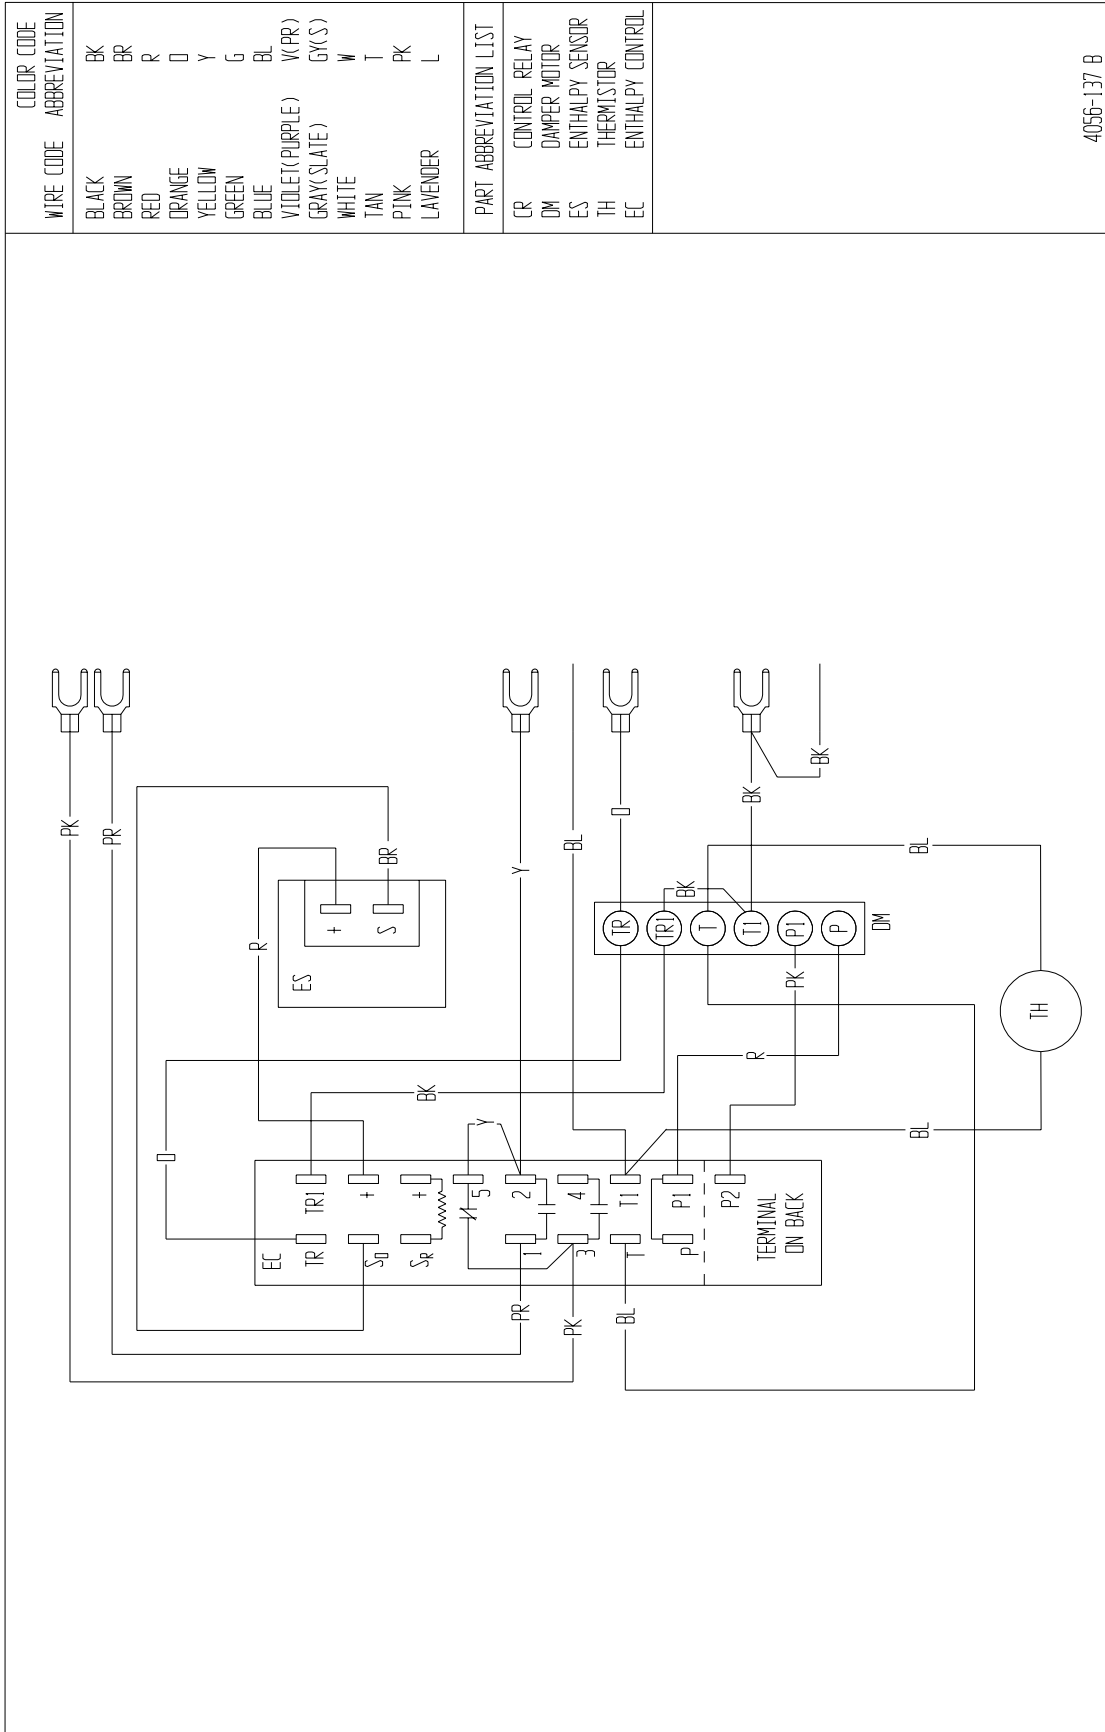 COLOR CODE
WIRE CODE ABBREVIATION
BLACK BK
BROWN BR
RED R
ORANGE O
YELLOW Y
GREEN G
BLUE BL
VIOLET(PURPLE) V(PR)
GRAY(SLATE) GY(S)
WHITE W
TAN T
PINK PK
LAVENDER L
PART ABBREVIATION LIST
CR CONTROL RELAY
DM DAMPER MOTOR
ES ENTHALPY SENSOR
TH THERMISTOR
EC ENTHALPY CONTROL
4056-137 B
PK
PR
BR
R
+
S
ES
Y
BL
O
BK
BK
BK
BL
TR
TR1
T
T1
P1
P
DM
PK
R
TH
O
BK
Y
BL
EC
TR
TR1
SO
+
SR
+
5
1
2
3
4
T
T1
P
P1
P2
TERMINAL
ON BACK
PR
PK
BL